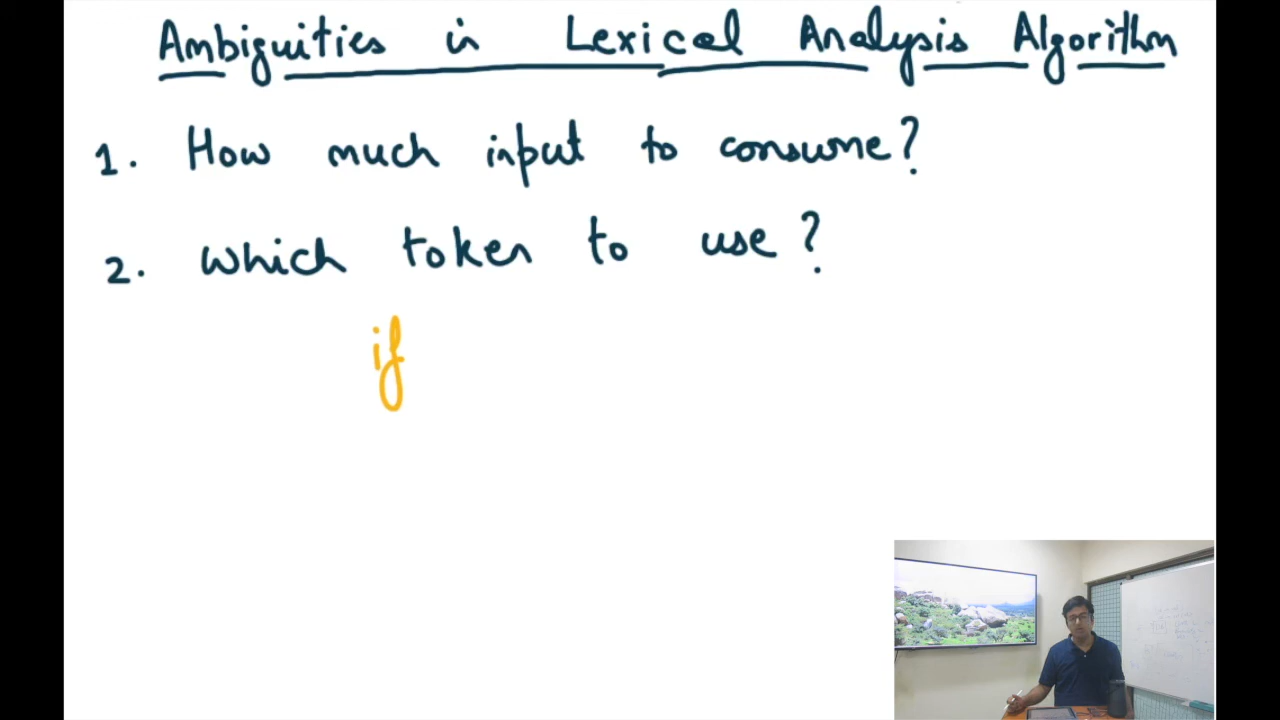 Ambiguities in Lexical Analysis Algorithm
1. How much input to consume?
2. Which token to use?
if